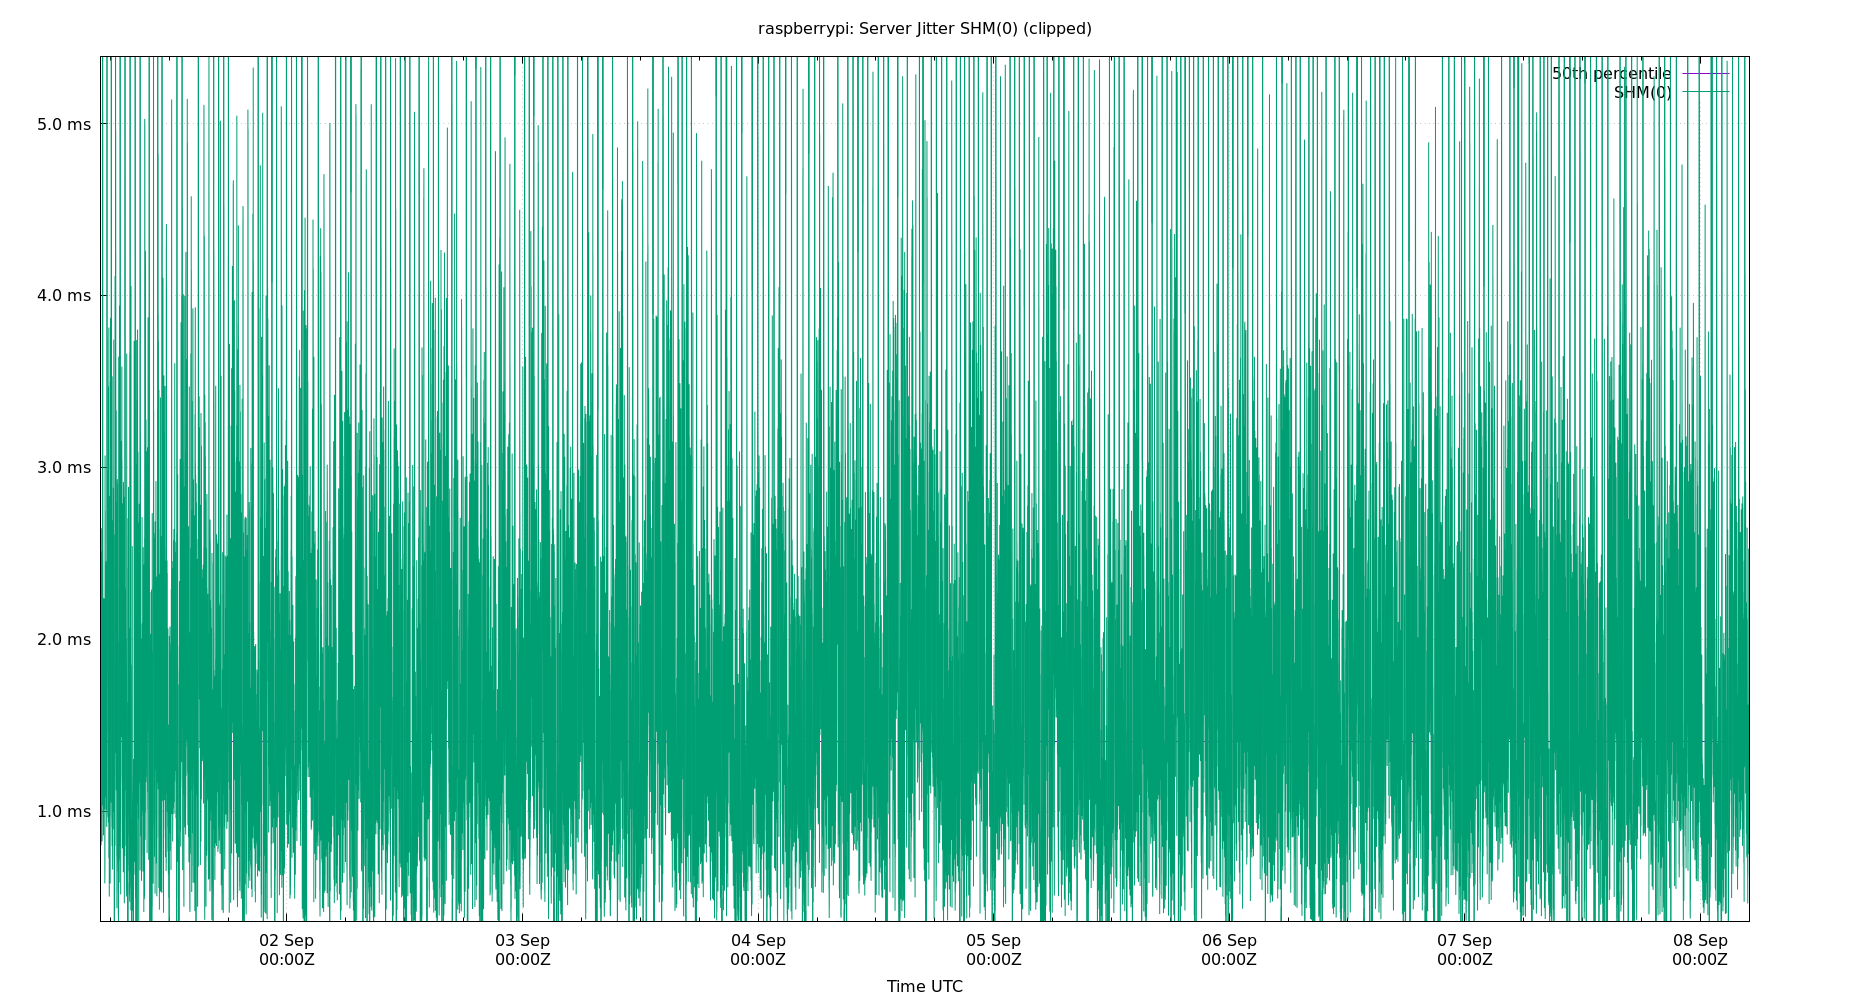 raspberrypi: Server Jitter SHM(0) (clipped)
50th percentile
SHM(0)
5.0 ms
4.0 ms
3.0 ms
2.0 ms
1.0 ms
02 Sep
00:00Z
03 Sep
00:00Z
04 Sep
00:00Z
05 Sep
00:00Z
06 Sep
00:00Z
07 Sep
00:00Z
08 Sep
00:00Z
Time UTC